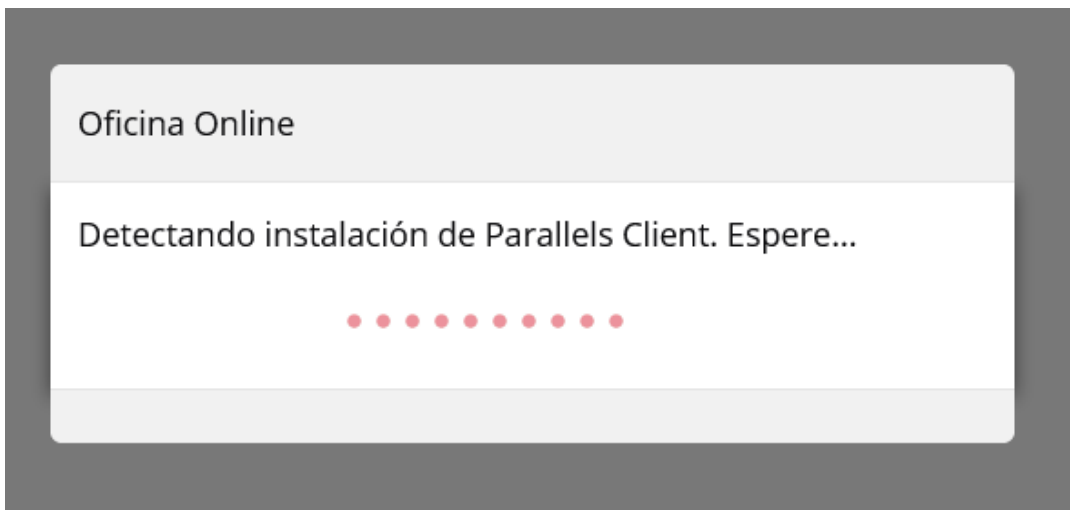 Oficina Online
Detectando instalación de Parallels Client. Espere...